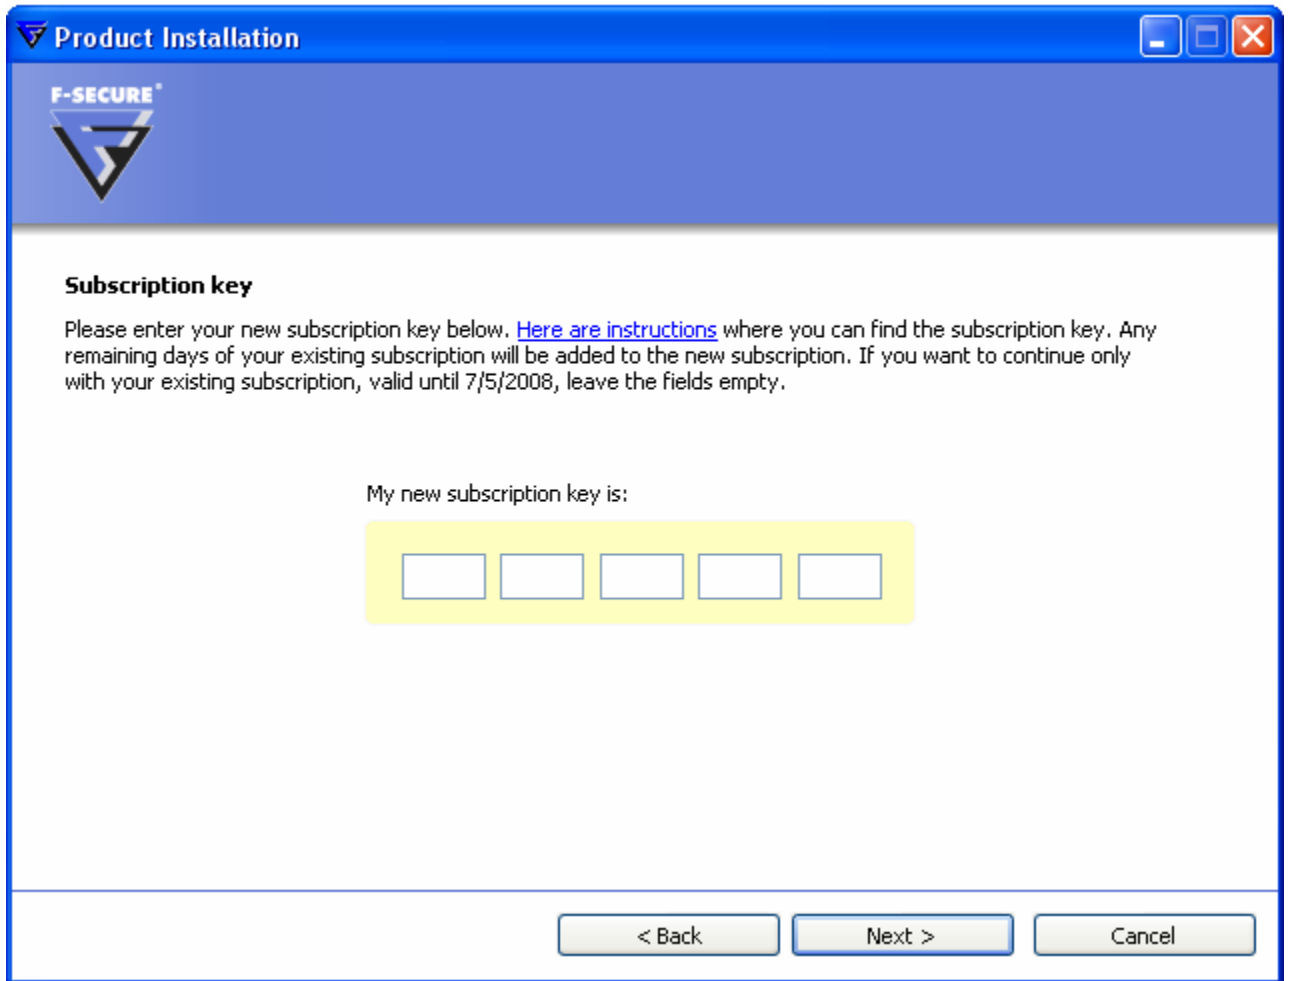 Product Installation
F-SECURE®
Subscription key
Please enter your new subscription key below. Here are instructions where you can find the subscription key. Any
remaining days of your existing subscription will be added to the new subscription. If you want to continue only
with your existing subscription, valid until 7/5/2008, leave the fields empty.
My new subscription key is:
< Back
Next >
Cancel